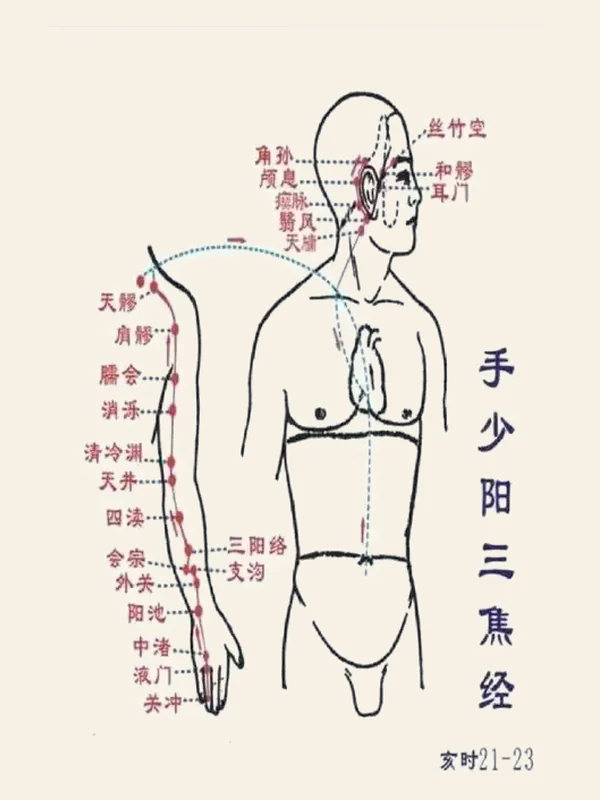 丝竹空
角孙
颅息
和髎
耳门
瘈脉
翳风
天牖
天髎
肩髎
臑会
消泺
清冷渊
天井
四渎
三阳络
会宗
支沟
外关
阳池
中渚
液门
关冲
手少阳三焦经
亥时21-23